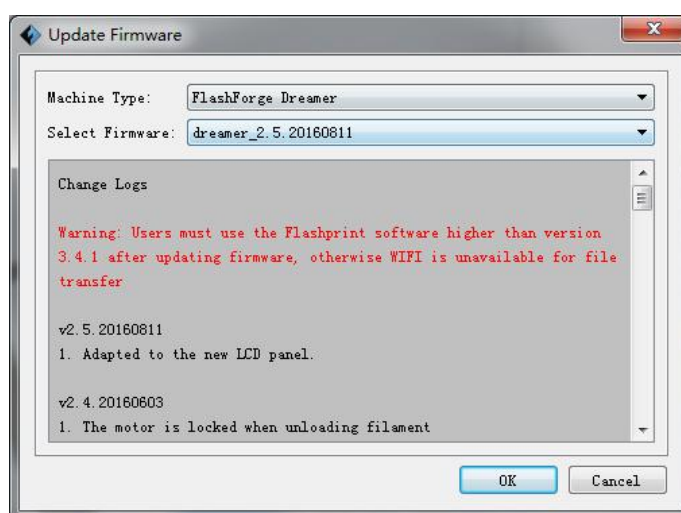 Update Firmware
Machine Type: FlashForge Dreamer
Select Firmware: dreamer_2.5.20160811
Change Logs
Warning: Users must use the Flashprint software higher than version
3.4.1 after updating firmware, otherwise WIFI is unavailable for file
transfer
v2.5.20160811
1. Adapted to the new LCD panel.
v2.4.20160603
1. The motor is locked when unloading filament
OK Cancel